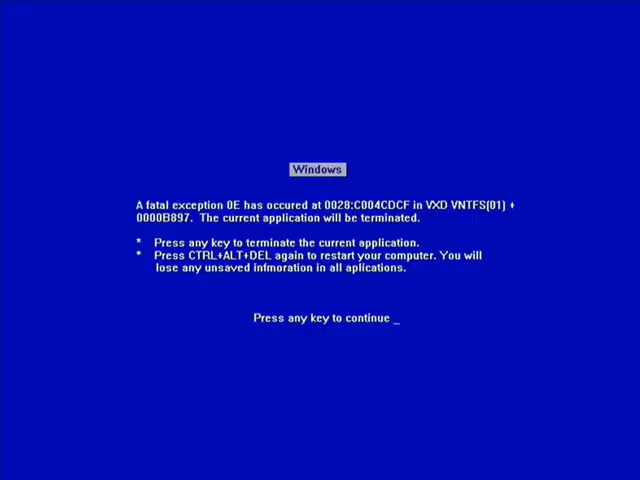 Windows
A fatal exception 0E has occured at 0028:C004CDCF in VXD VNTFS(01) +
0000B897. The current application will be terminated.
* Press any key to terminate the current application.
* Press CTRL+ALT+DEL again to restart your computer. You will
lose any unsaved infmoration in all aplications.
Press any key to continue _